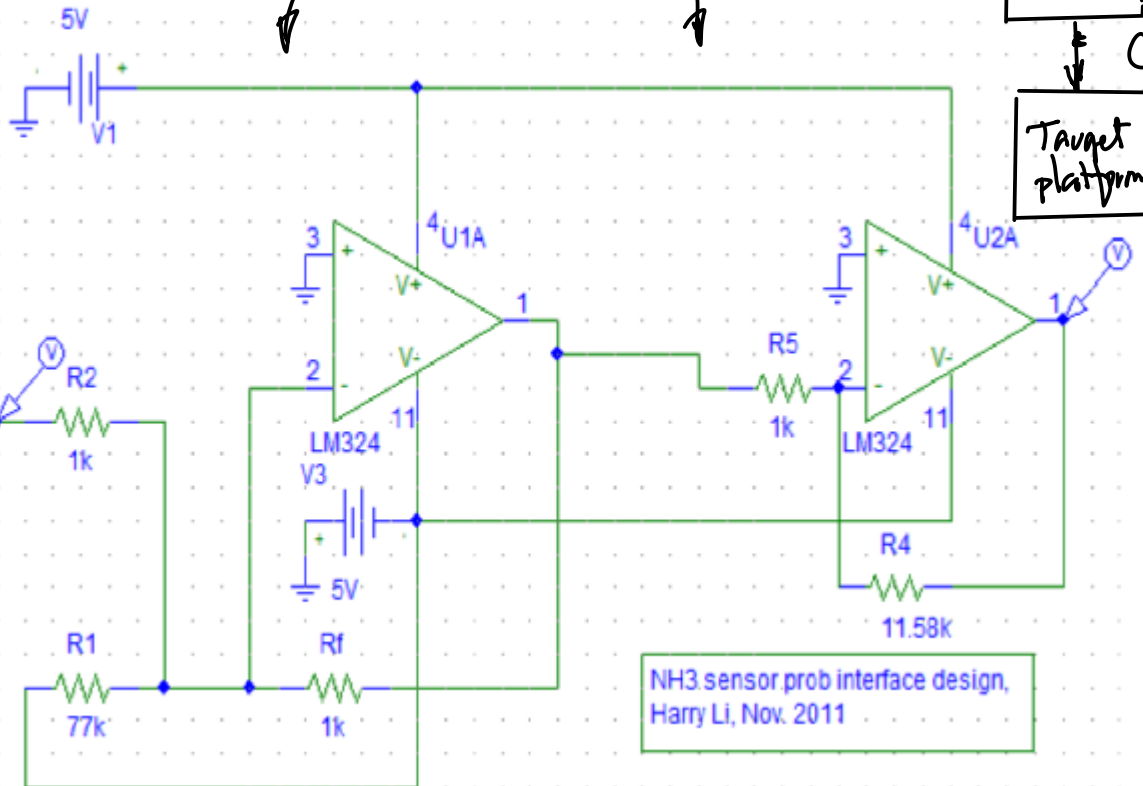 5V
V1
Tauget
platform
4
U1A
3
+
V+
1
V-
2
-
11
LM324
4
U2A
3
+
V+
1
V-
2
-
11
LM324
V
V
R2
1k
R5
1k
V3
+
5V
R4
11.58k
R1
77k
Rf
1k
NH3 sensor prob interface design,
Harry Li, Nov. 2011